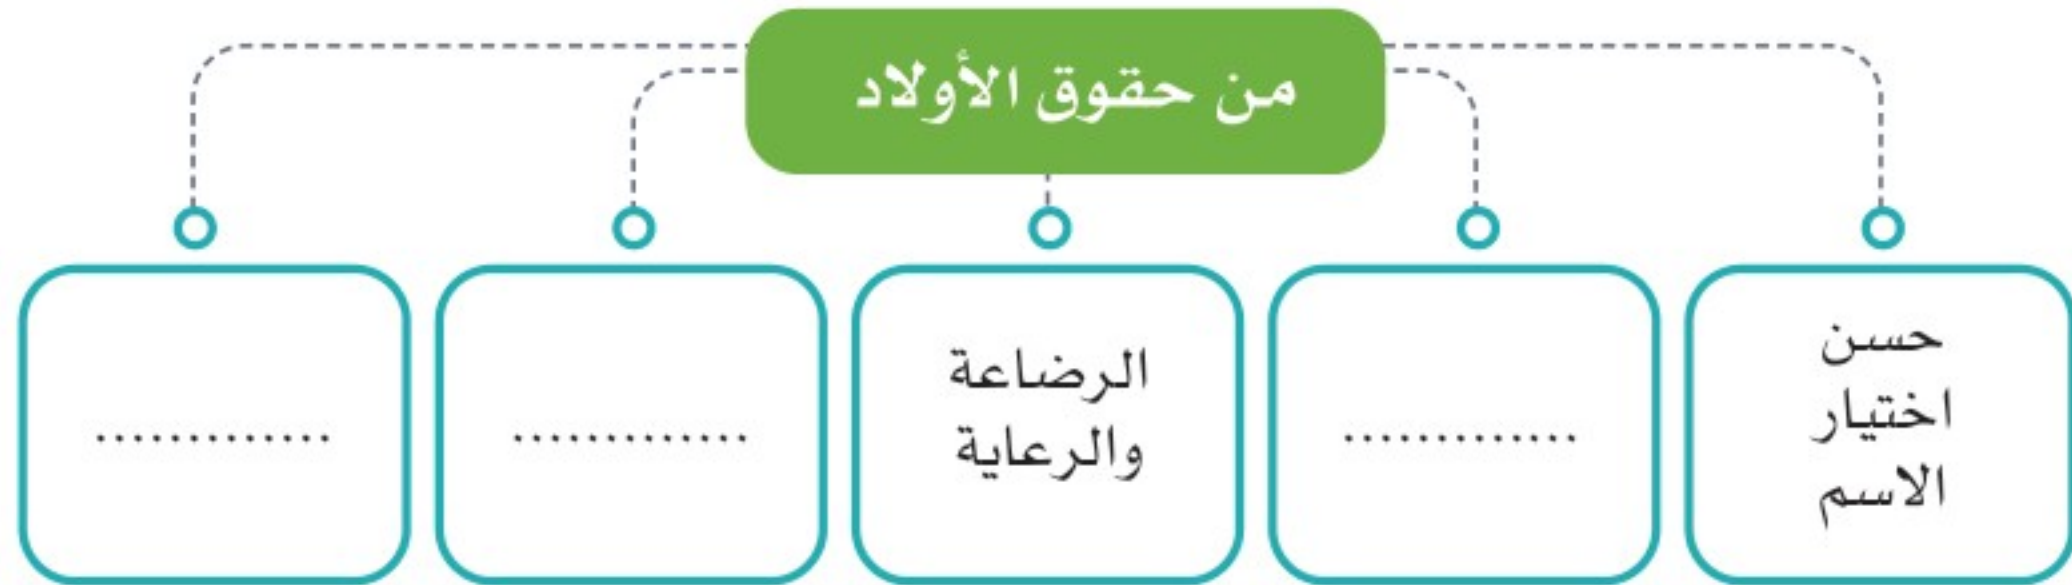 من حقوق الأولاد
حسن
اختيار
الاسم
.............
الرضاعة
والرعاية
.............
.............